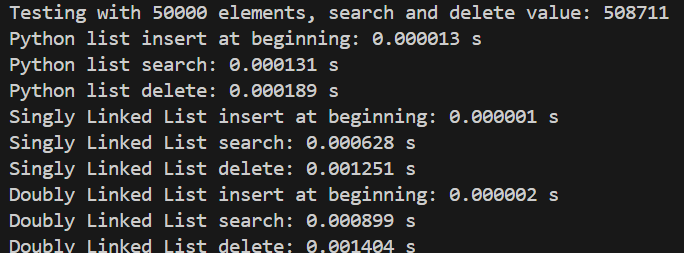 Testing with 50000 elements, search and delete value: 508711
Python list insert at beginning: 0.000013 s
Python list search: 0.000131 s
Python list delete: 0.000189 s
Singly Linked List insert at beginning: 0.000001 s
Singly Linked List search: 0.000628 s
Singly Linked List delete: 0.001251 s
Doubly Linked List insert at beginning: 0.000002 s
Doubly Linked List search: 0.000899 s
Doubly Linked List delete: 0.001404 s